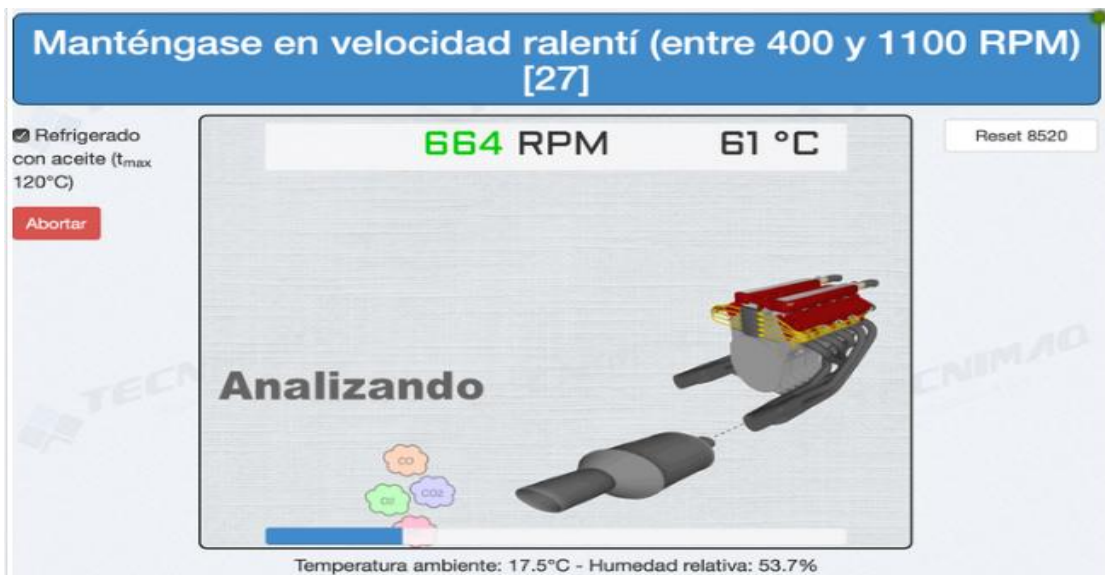 Manténgase en velocidad ralentí (entre 400 y 1100 RPM)
[27]
Refrigerado
con aceite (tmax
120°C)
Abortar
664 RPM 61 °C
Reset 8520
TECNIMAQ
Analizando
CO
O2
CO2
Temperatura ambiente: 17.5°C - Humedad relativa: 53.7%